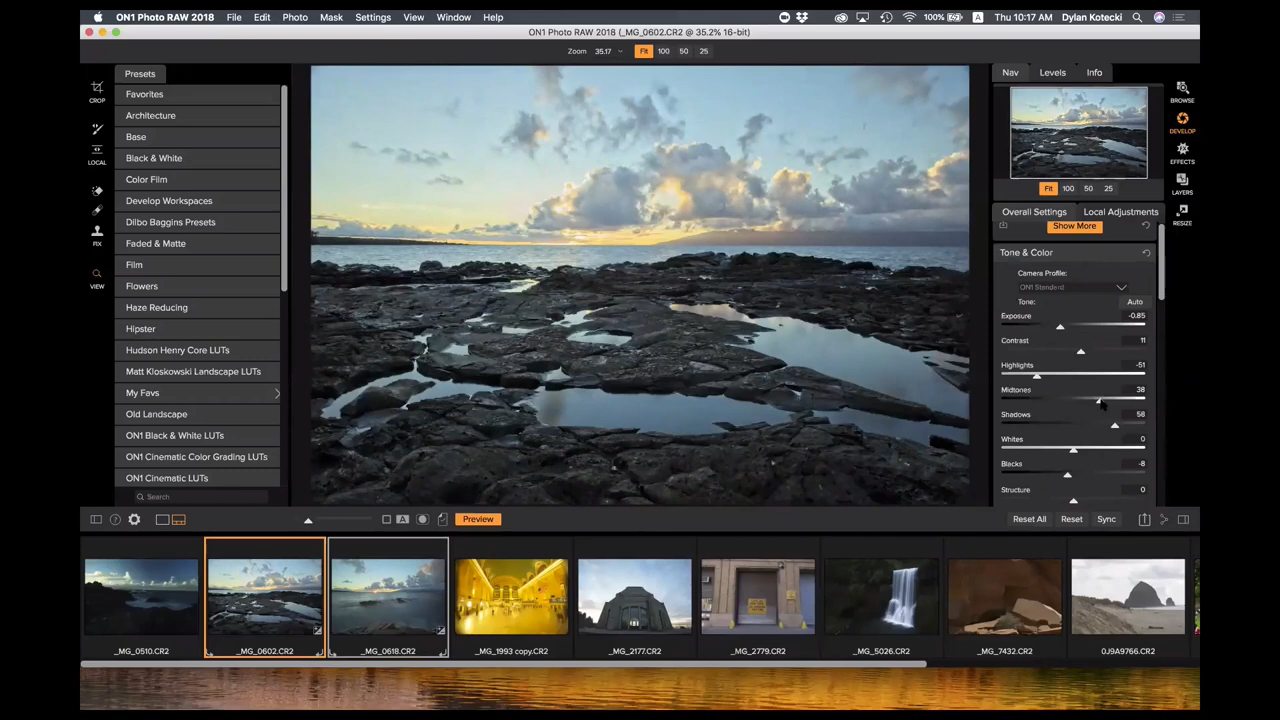 ON1 Photo RAW 2018 File Edit Photo Mask Settings View Window Help 100% A Thu Jan 11 10:17 AM Dylan Kotecki
ON1 Photo RAW 2018 (_MG_0602.CR2 @ 35.2% 16-bit)
Zoom 35.17 Fit 100 50 25
Presets
Favorites
Architecture
Base
Black & White
Color Film
Develop Workspaces
Dilbo Baggins Presets
Faded & Matte
Film
Flowers
Haze Reducing
Hipster
Hudson Henry Core LUTs
Matt Kloskowski Landscape LUTs
My Favs
Old Landscape
ON1 Black & White LUTs
ON1 Cinematic Color Grading LUTs
ON1 Cinematic LUTs
Search
CROP
LOCAL
FIX
VIEW
Nav Levels Info
Fit 100 50 25
BROWSE
DEVELOP
EFFECTS
LAYERS
RESIZE
Overall Settings Local Adjustments
Show More
Tone & Color
Camera Profile:
ON1 Standard
Tone: Auto
Exposure -0.85
Contrast 11
Highlights -51
Midtones 38
Shadows 58
Whites 0
Blacks -8
Structure 0
? A Preview Reset All Reset Sync
_MG_0510.CR2 _MG_0602.CR2 _MG_0618.CR2 _MG_1993 copy.CR2 _MG_2177.CR2 _MG_2779.CR2 _MG_5026.CR2 _MG_7432.CR2 0J9A9766.CR2